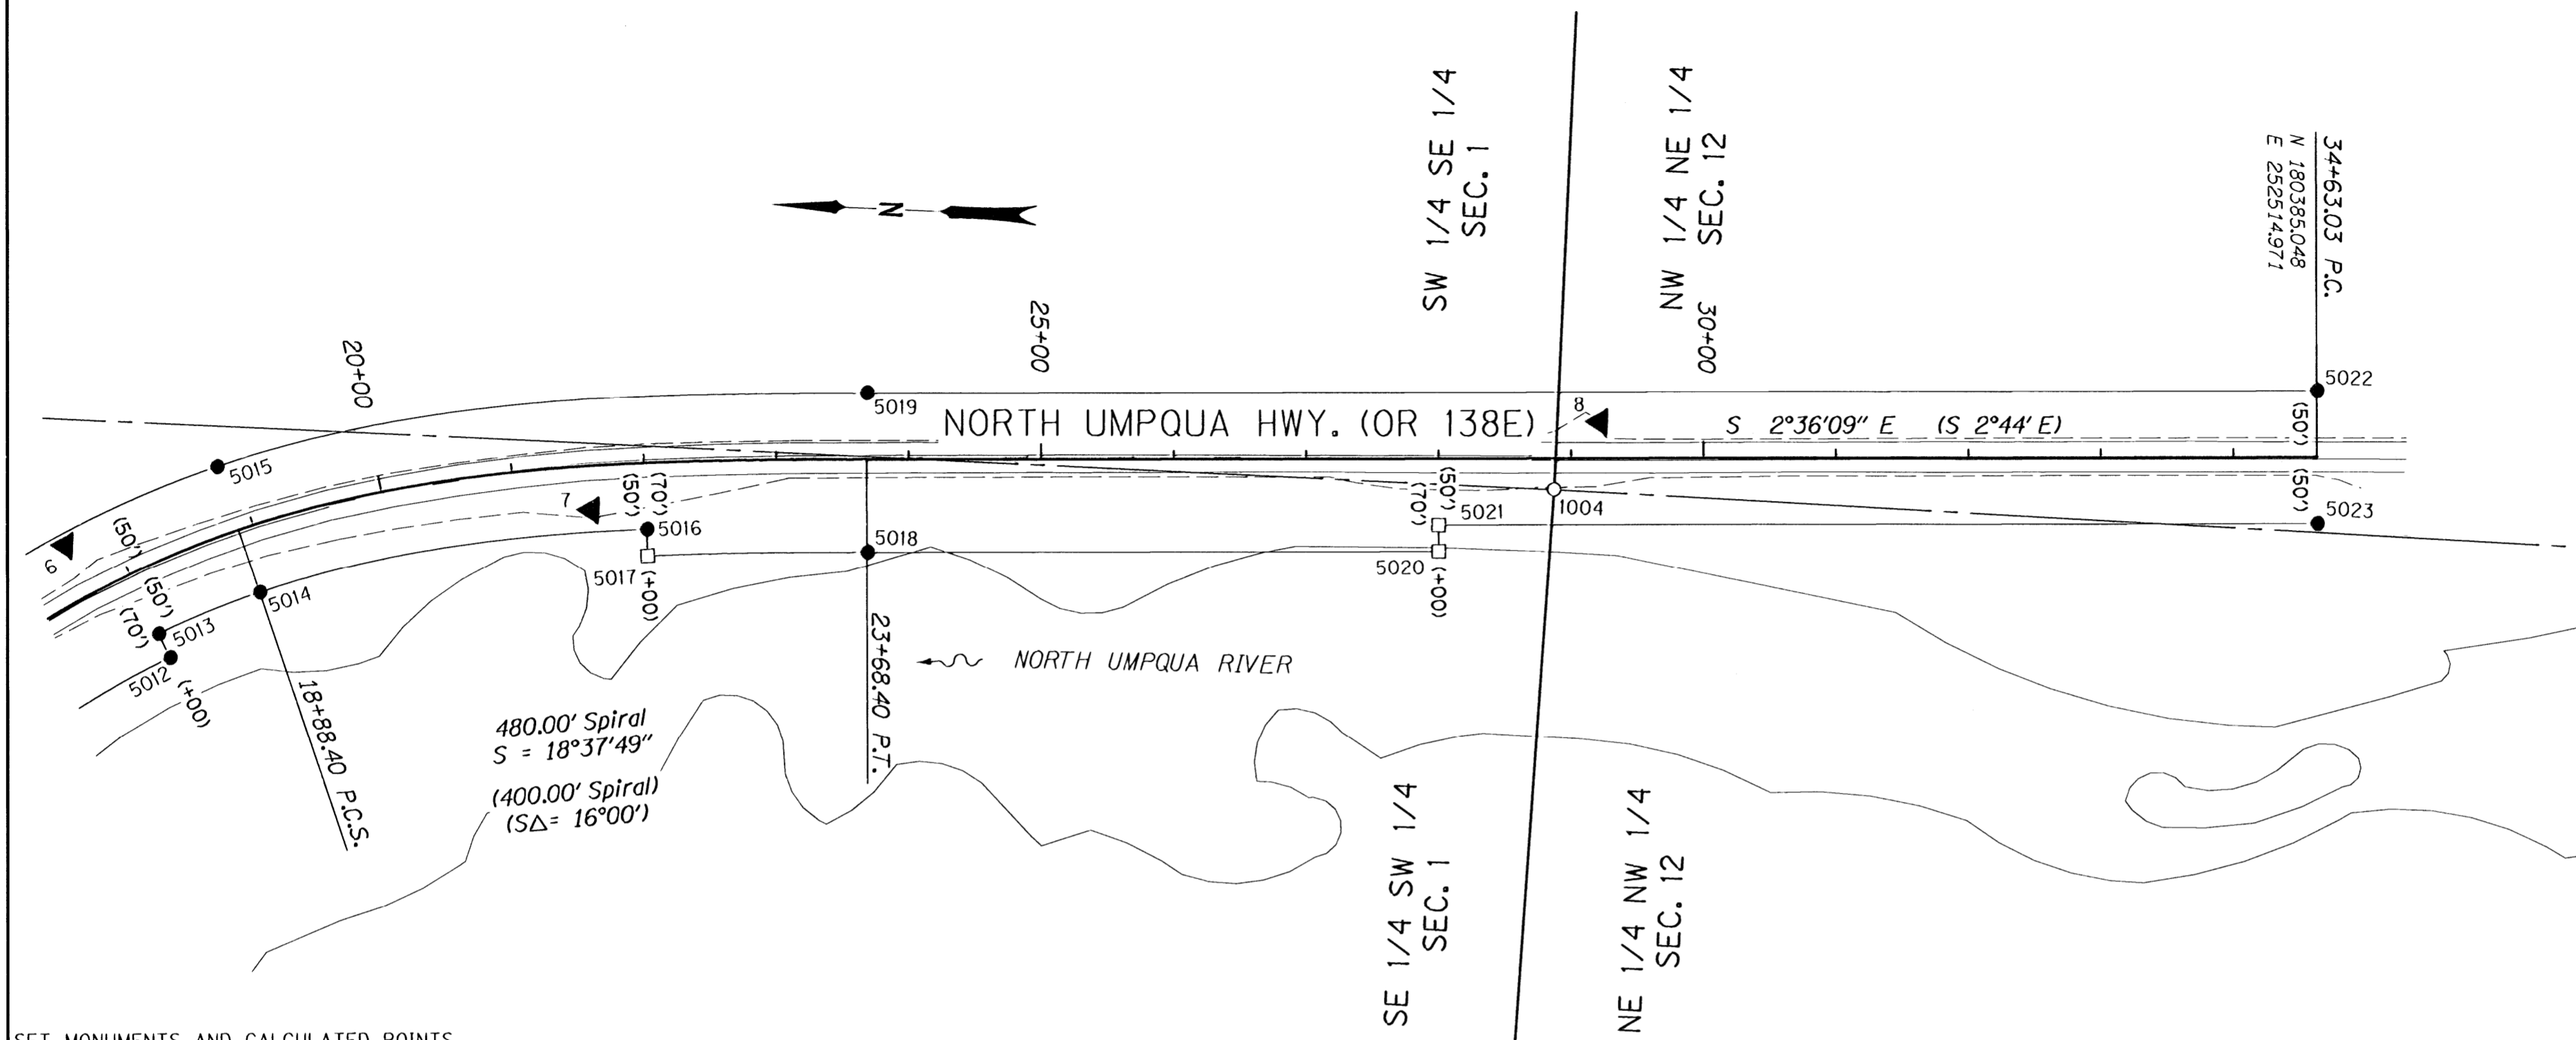 SW 1/4 SE 1/4
SEC. 1
NW 1/4 NE 1/4
SEC. 12
34+63.03 P.C.
N 180385.048
E 252514.971
N
20+00
25+00
30+00
5015
5019
5022
NORTH UMPQUA HWY. (OR 138E)
8
S 2°36'09" E (S 2°44' E)
(50')
(50')
5023
6
7
(50')
(50')
(70')
5012
5013
(+00)
5014
(70')
(50')
5016
5017
(+00)
5018
(50')
(70')
5021
5020
(+00)
1004
18+88.40 P.C.S.
23+68.40 P.T.
NORTH UMPQUA RIVER
480.00' Spiral
S = 18°37'49"
(400.00' Spiral)
(S△= 16°00')
SE 1/4 SW 1/4
SEC. 1
NE 1/4 NW 1/4
SEC. 12
SET MONUMENTS AND CALCULATED POINTS